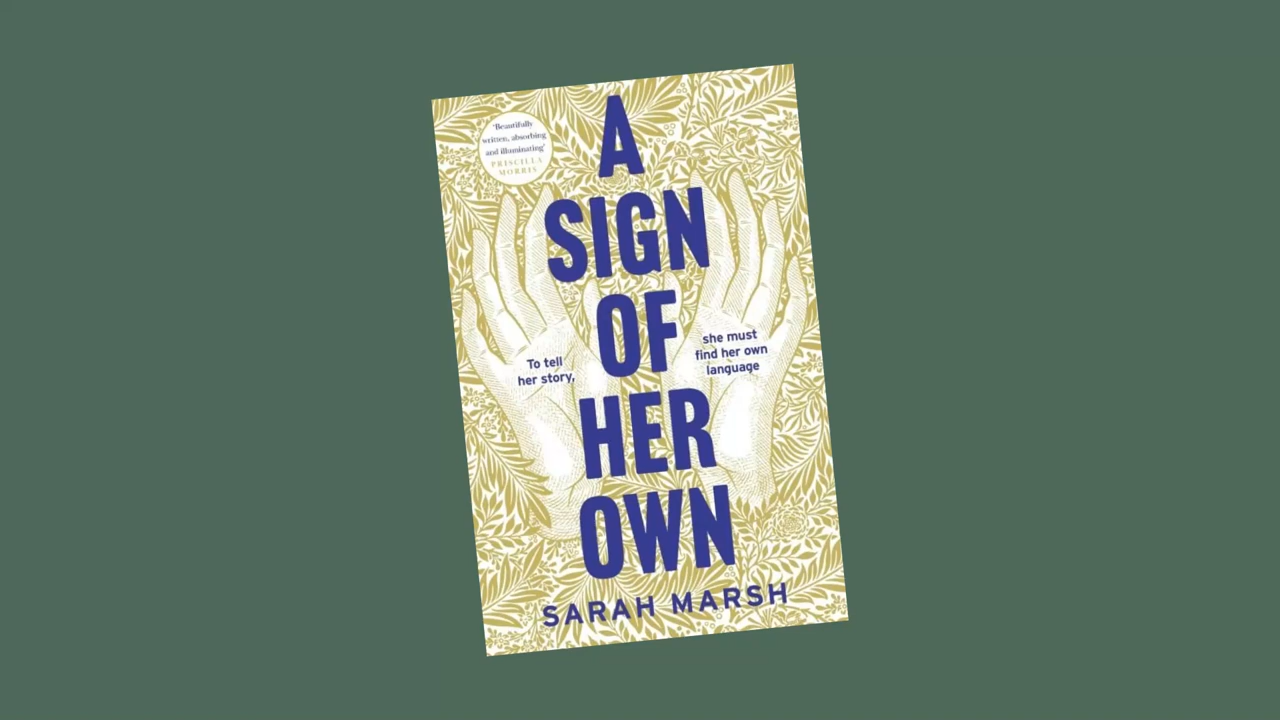 'Beautifully
written, absorbing
and illuminating'
PRISCILLA
MORRIS
A
SIGN
OF
HER
OWN
To tell
her story,
she must
find her own
language
SARAH MARSH